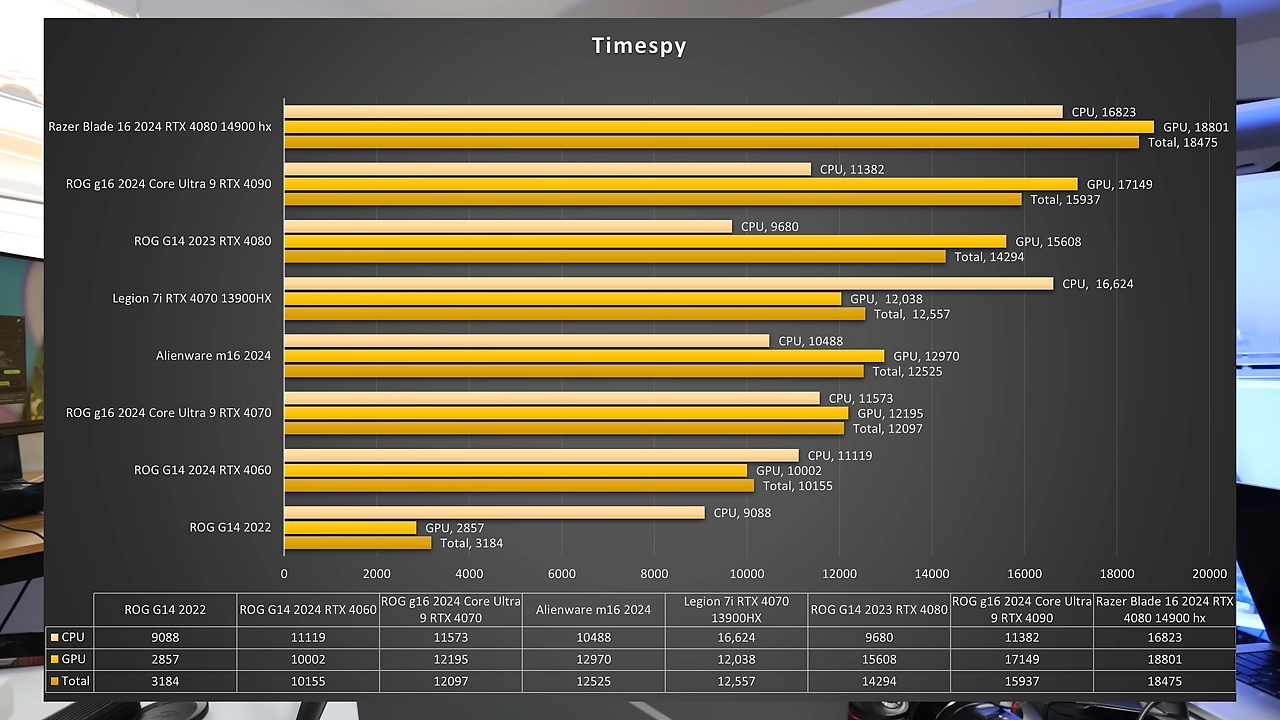 Timespy
CPU, 16823
Razer Blade 16 2024 RTX 4080 14900 hx
GPU, 18801
Total, 18475
CPU, 11382
ROG g16 2024 Core Ultra 9 RTX 4090
GPU, 17149
Total, 15937
CPU, 9680
ROG G14 2023 RTX 4080
GPU, 15608
Total, 14294
CPU, 16,624
Legion 7i RTX 4070 13900HX
GPU, 12,038
Total, 12,557
CPU, 10488
Alienware m16 2024
GPU, 12970
Total, 12525
CPU, 11573
ROG g16 2024 Core Ultra 9 RTX 4070
GPU, 12195
Total, 12097
CPU, 11119
ROG G14 2024 RTX 4060
GPU, 10002
Total, 10155
CPU, 9088
ROG G14 2022
GPU, 2857
Total, 3184
0 2000 4000 6000 8000 10000 12000 14000 16000 18000 20000
ROG G14 2022
ROG G14 2024 RTX 4060
ROG g16 2024 Core Ultra
9 RTX 4070
Alienware m16 2024
Legion 7i RTX 4070
13900HX
ROG G14 2023 RTX 4080
ROG g16 2024 Core Ultra
9 RTX 4090
Razer Blade 16 2024 RTX
4080 14900 hx
CPU 9088 11119 11573 10488 16,624 9680 11382 16823
GPU 2857 10002 12195 12970 12,038 15608 17149 18801
Total 3184 10155 12097 12525 12,557 14294 15937 18475